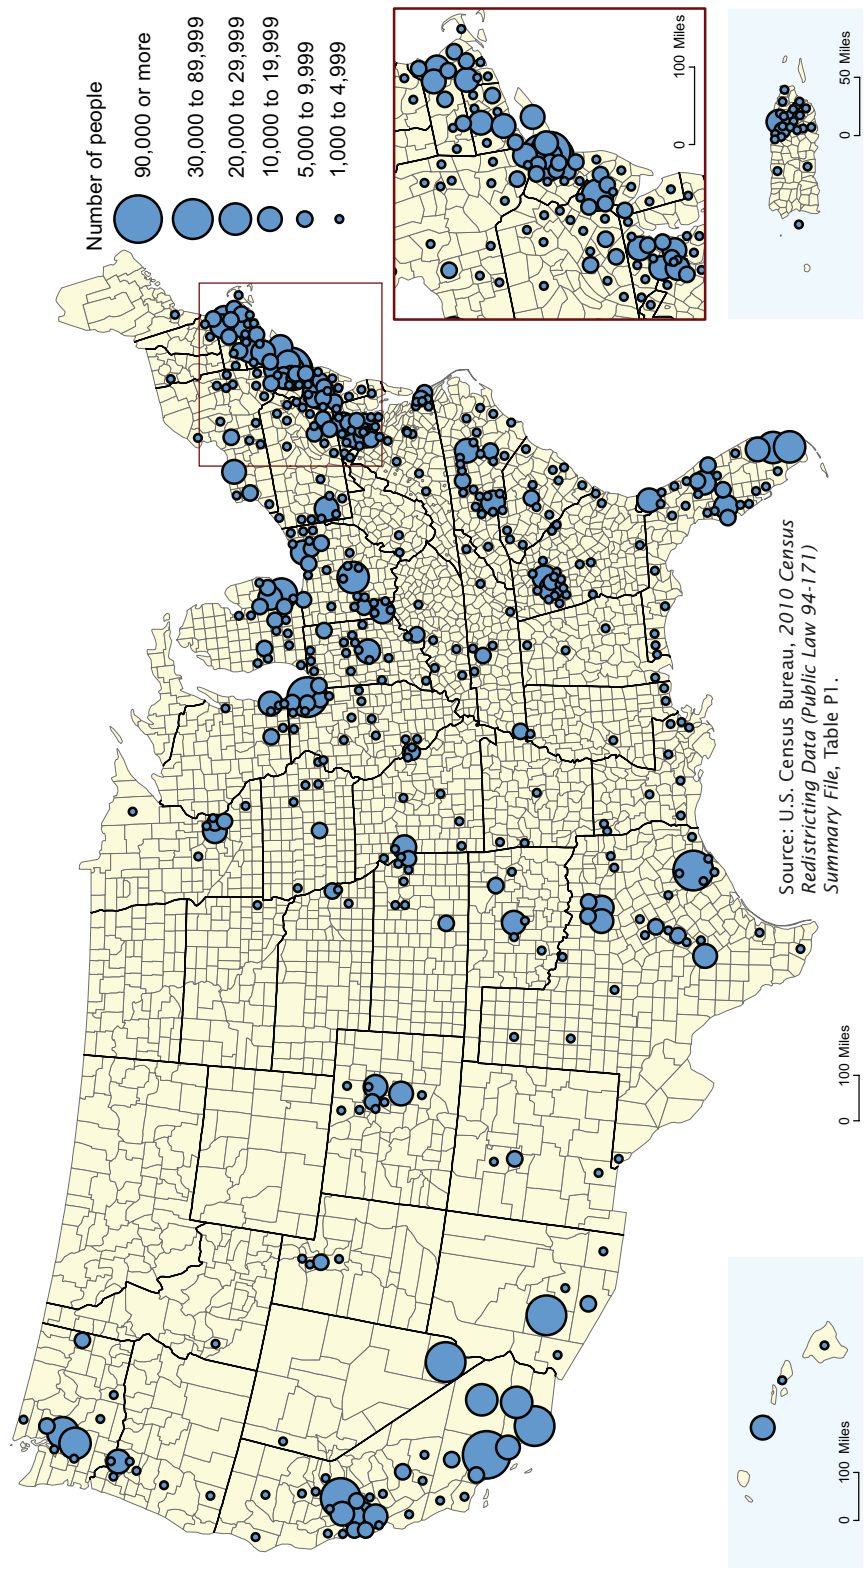 Number of people
90,000 or more
30,000 to 89,999
20,000 to 29,999
10,000 to 19,999
5,000 to 9,999
1,000 to 4,999
0 100 Miles
0 50 Miles
Source: U.S. Census Bureau, 2010 Census
Redistricting Data (Public Law 94-171)
Summary File, Table P1.
0 100 Miles
0 100 Miles